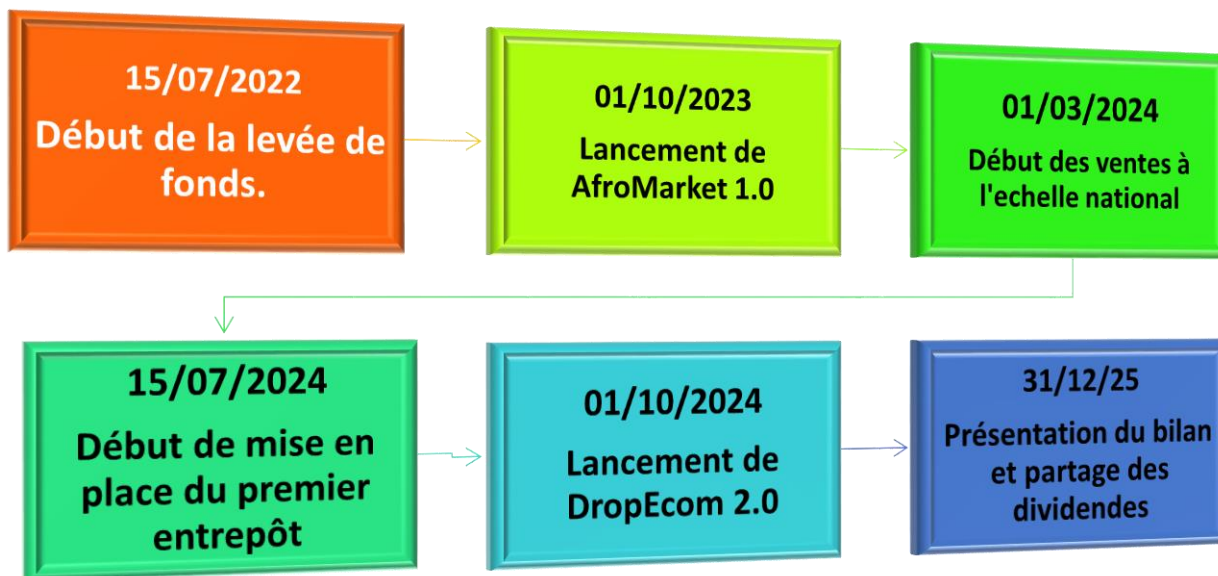 15/07/2022
Début de la levée de
fonds.
01/10/2023
Lancement de
AfroMarket 1.0
01/03/2024
Début des ventes à
l'echelle national
15/07/2024
Début de mise en
place du premier
entrepôt
01/10/2024
Lancement de
DropEcom 2.0
31/12/25
Présentation du bilan
et partage des
dividendes